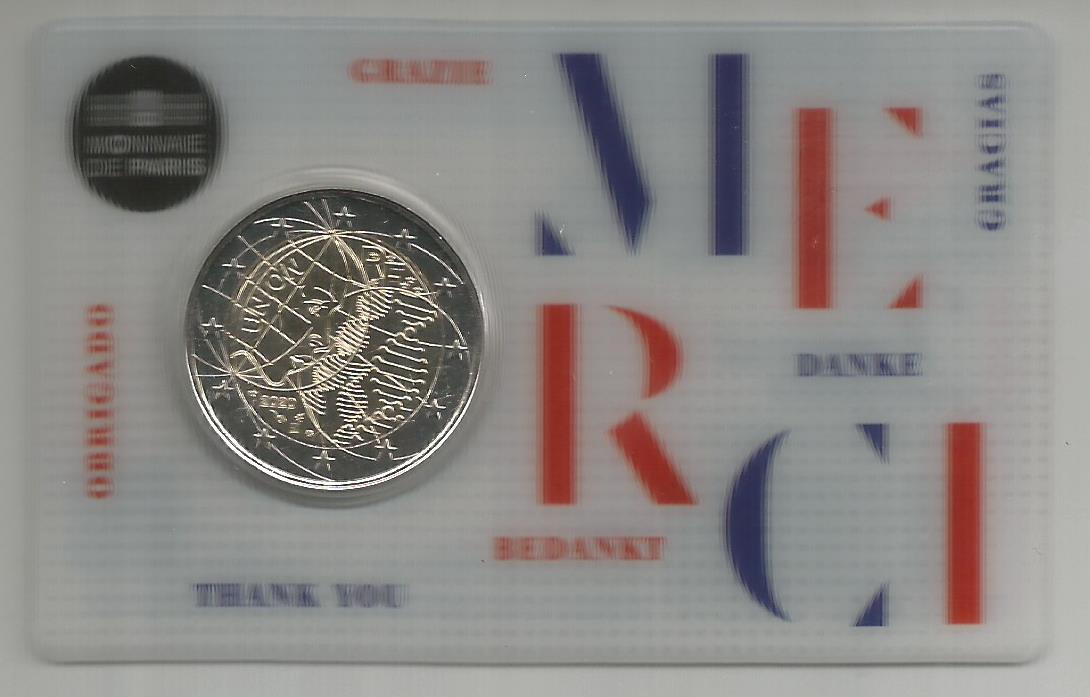 MONNAIE
DE PARIS
GRAZIE
MERCI
GRACIAS
UNION
2020
OBRIGADO
DANKE
BEDANKT
THANK YOU